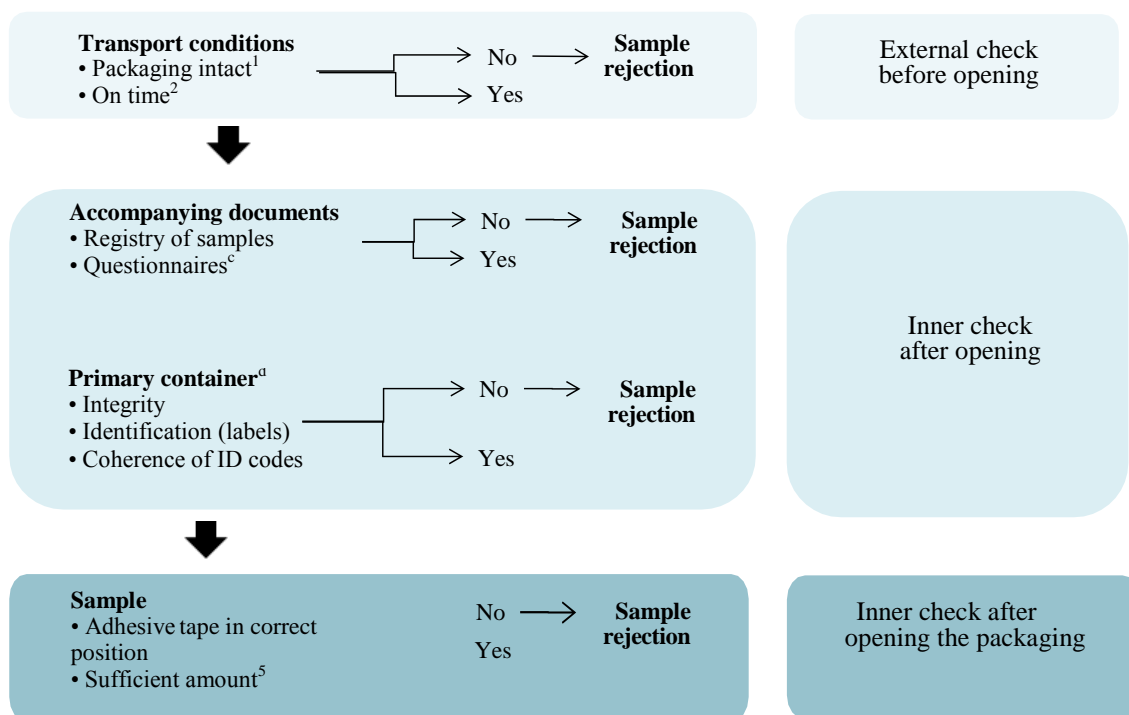 Transport conditions
• Packaging intact1
• On time2
No
Yes
Sample
rejection
External check
before opening
Accompanying documents
• Registry of samples
• Questionnairesc
No
Yes
Sample
rejection
Primary containerd
• Integrity
• Identification (labels)
• Coherence of ID codes
No
Yes
Sample
rejection
Inner check
after opening
Sample
• Adhesive tape in correct
position
• Sufficient amount5
No
Yes
Sample
rejection
Inner check after
opening the packaging